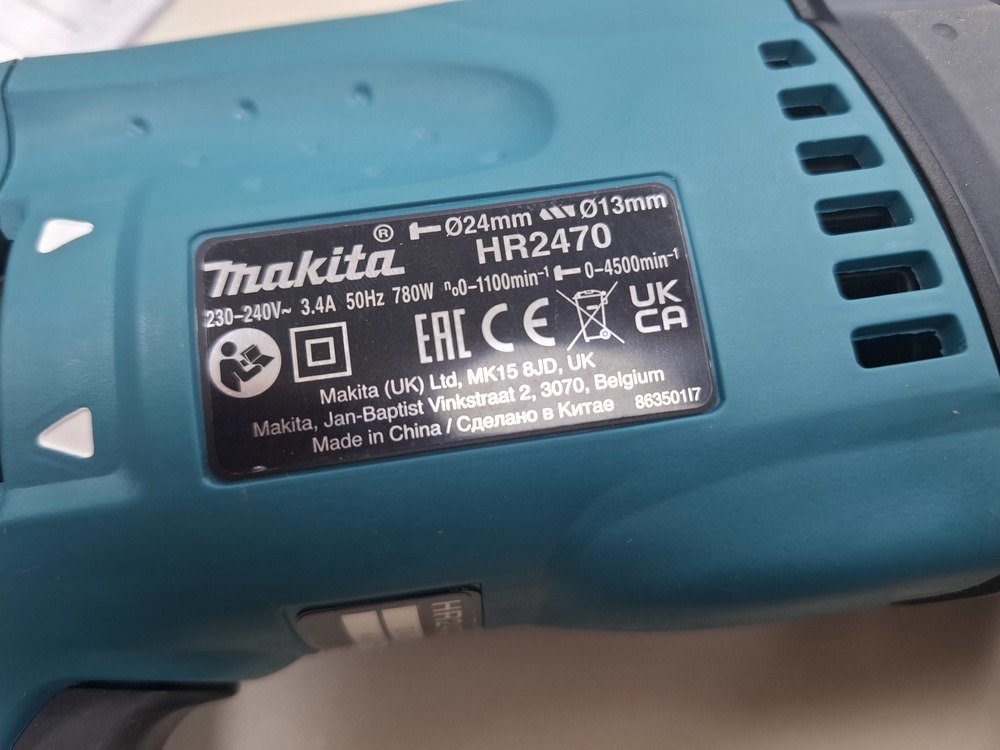 Ø24mm Ø13mm
makita® HR2470
230-240V~ 3.4A 50Hz 780W n₀0-1100min⁻¹ 0-4500min⁻¹
EAC CE UK CA
Makita (UK) Ltd, MK15 8JD, UK
Makita, Jan-Baptist Vinkstraat 2, 3070, Belgium
Made in China / Сделано в Китае 863501I7